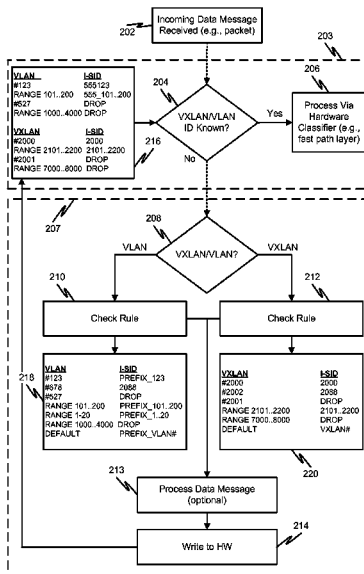 Incoming Data Message
Received (e.g., packet)
202
203
VLAN I-SID
#123 555123
RANGE 101..200 555_101..200
#527 DROP
RANGE 1000..4000 DROP
VXLAN I-SID
#2000 2000
RANGE 2101..2200 2101..2200
#2001 DROP
RANGE 7000..8000 DROP
216
204
VXLAN/VLAN
ID Known?
Yes
No
206
Process Via
Hardware
Classifier (e.g.,
fast path layer)
207
208
VXLAN/VLAN?
VLAN
VXLAN
210
Check Rule
212
Check Rule
218
VLAN I-SID
#123 PREFIX_123
#678 2088
#527 DROP
RANGE 101..200 PREFIX_101..200
RANGE 1-20 PREFIX_1..20
RANGE 1000..4000 DROP
DEFAULT PREFIX_VLAN#
VXLAN I-SID
#2000 2000
#2002 2088
#2001 DROP
RANGE 2101..2200 2101..2200
RANGE 7000..8000 DROP
DEFAULT VXLAN#
220
213
Process Data Message
(optional)
Write to HW
214